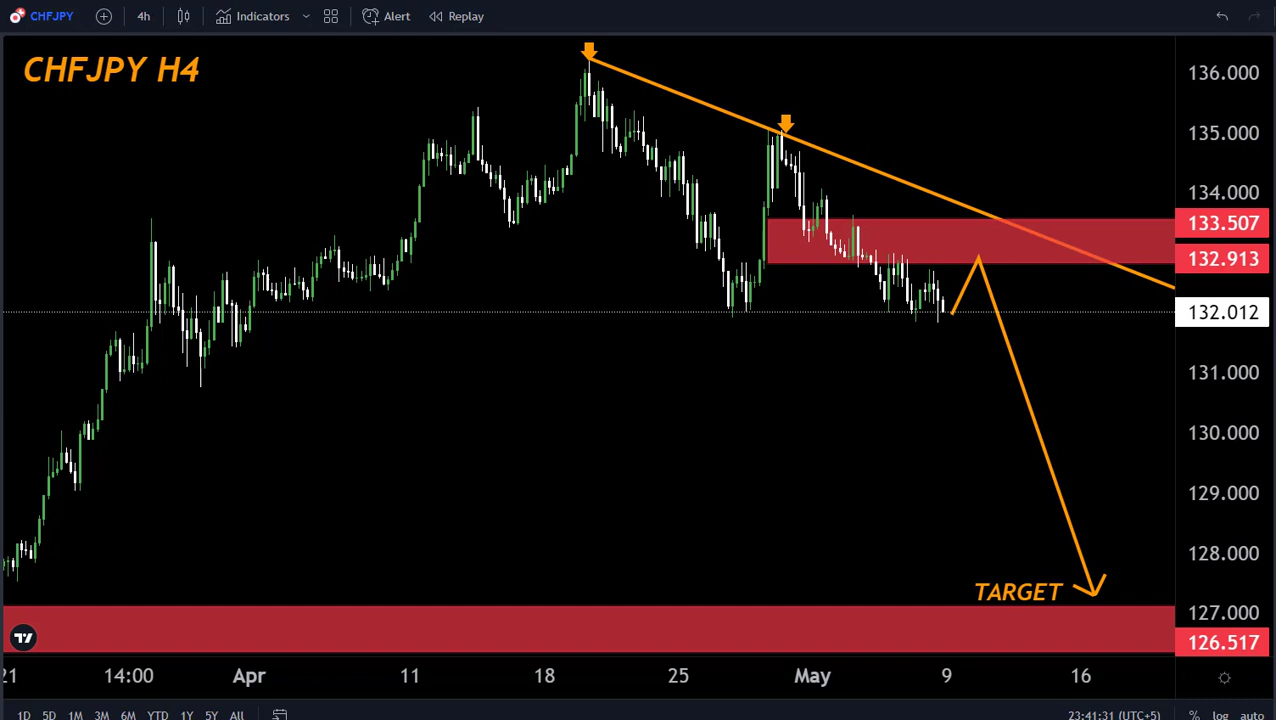 CHFJPY 4h Indicators Alert Replay
CHFJPY H4
136.000
135.000
134.000
133.507
132.913
132.012
131.000
130.000
129.000
128.000
TARGET
127.000
126.517
21 14:00 Apr 11 18 25 May 9 16
1D 5D 1M 3M 6M YTD 1Y 5Y All 23:41:31 (UTC+5) % log auto